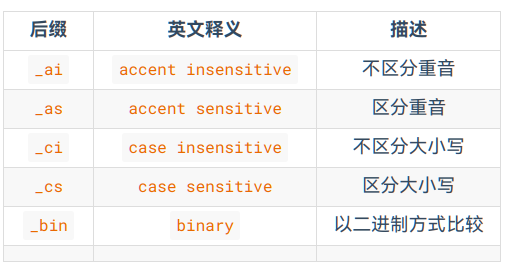 后缀 英文释义 描述
_ai accent insensitive 不区分重音
_as accent sensitive 区分重音
_ci case insensitive 不区分大小写
_cs case sensitive 区分大小写
_bin binary 以二进制方式比较